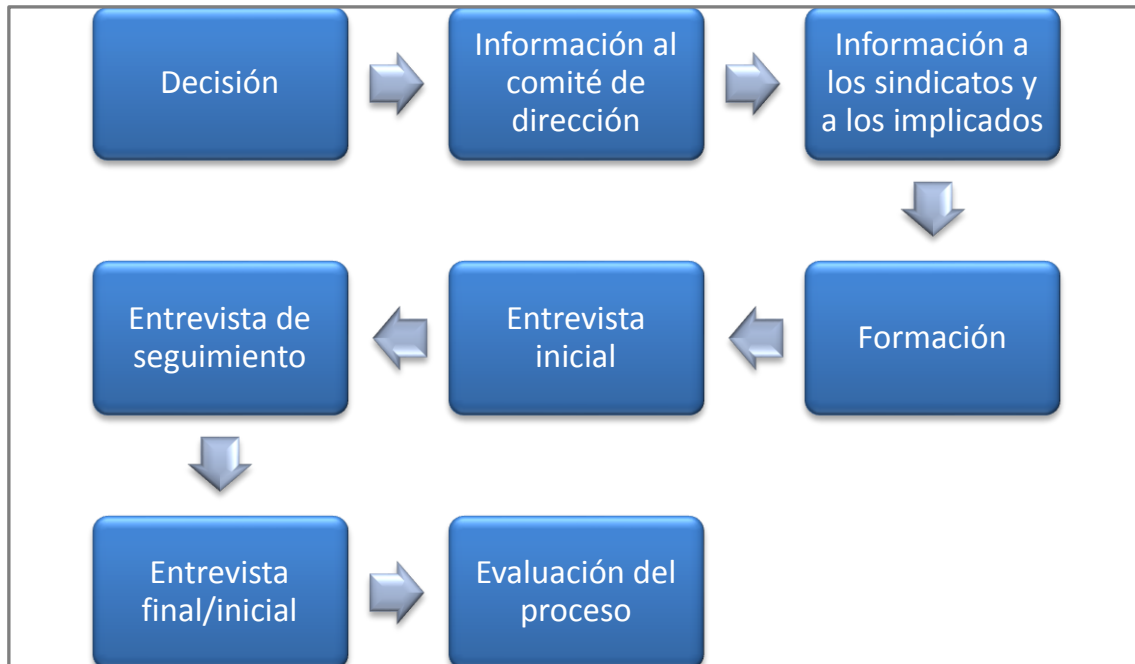 Decisión
Información al
comité de
dirección
Información a
los sindicatos y
a los implicados
Formación
Entrevista
inicial
Entrevista de
seguimiento
Entrevista
final/inicial
Evaluación del
proceso